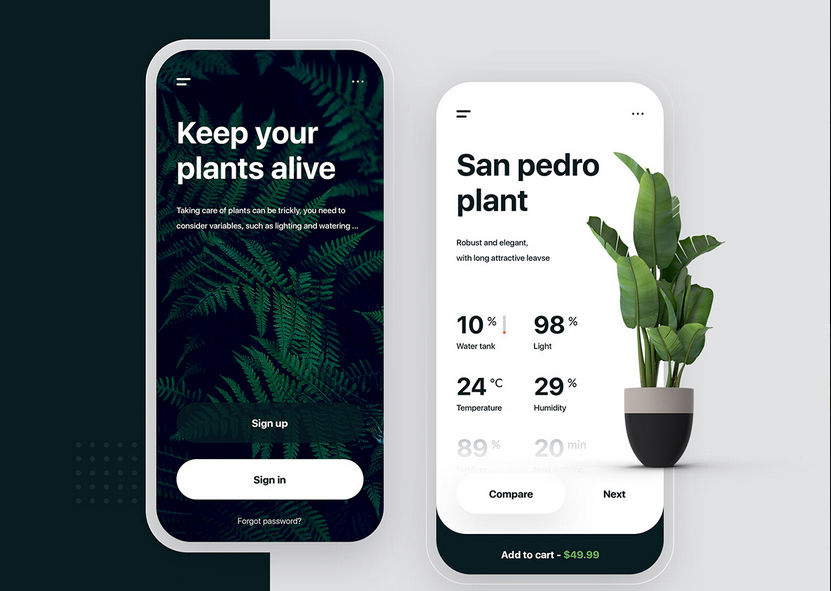 Keep your
plants alive
Taking care of plants can be trickly, you need to
consider variables, such as lighting and watering ...
Sign up
Sign in
Forgot password?
San pedro
plant
Robust and elegant,
with long attractive leavse
10 % 98 %
Water tank Light
24 °C 29 %
Temperature Humidity
89 % 20 min
Compare Next
Add to cart - $49.99